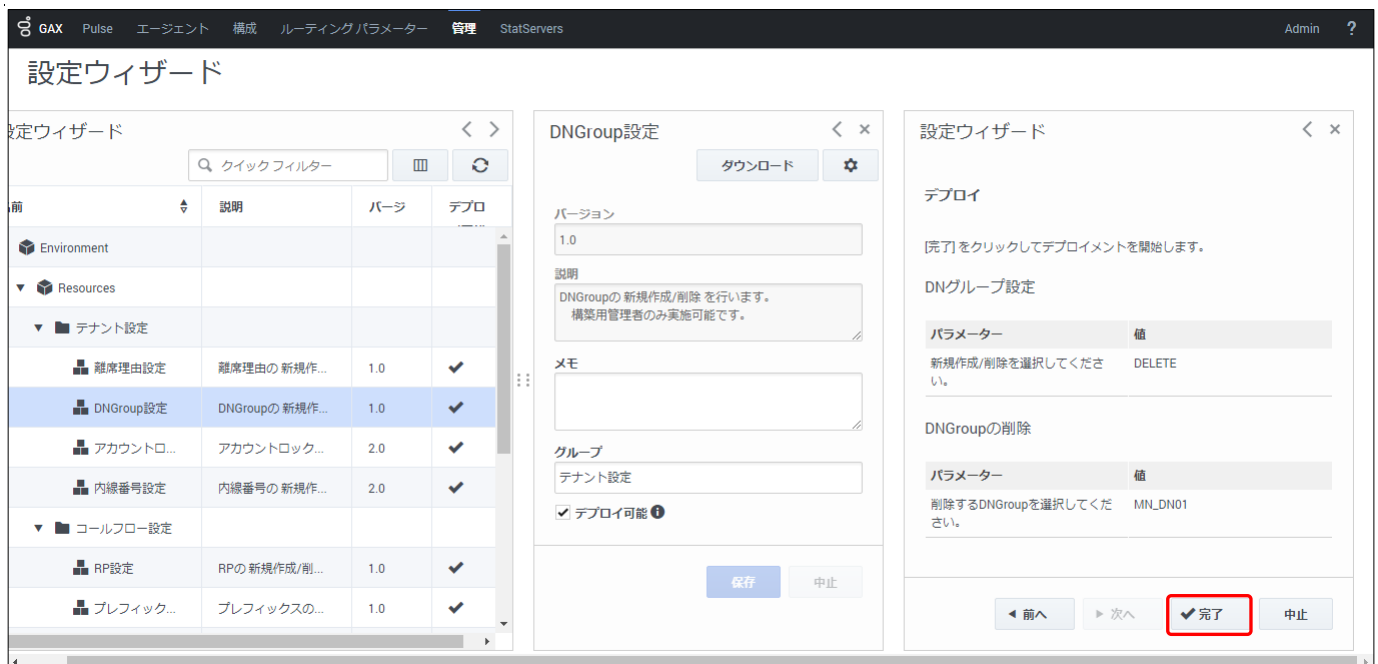 GAX Pulse エージェント 構成 ルーティング パラメーター 管理 StatServers Admin ?
設定ウィザード
設定ウィザード
クイック フィルター
名前 説明 バージ デプロ
Environment
Resources
テナント設定
離席理由設定 離席理由の 新規作... 1.0
DNGroup設定 DNGroupの 新規作... 1.0
アカウントロ... アカウントロック... 2.0
内線番号設定 内線番号の 新規作... 2.0
コールフロー設定
RP設定 RPの 新規作成/削... 1.0
プレフィック... プレフィックスの... 1.0
DNGroup設定
ダウンロード
バージョン
1.0
説明
DNGroupの 新規作成/削除 を行います。
構築用管理者のみ実施可能です。
メモ
グループ
テナント設定
デプロイ可能
保存 中止
設定ウィザード
デプロイ
[完了] をクリックしてデプロイメントを開始します。
DNグループ設定
パラメーター 値
新規作成/削除を選択してくださ DELETE
い。
DNGroupの削除
パラメーター 値
削除するDNGroupを選択してくだ MN_DN01
さい。
前へ 次へ 完了 中止